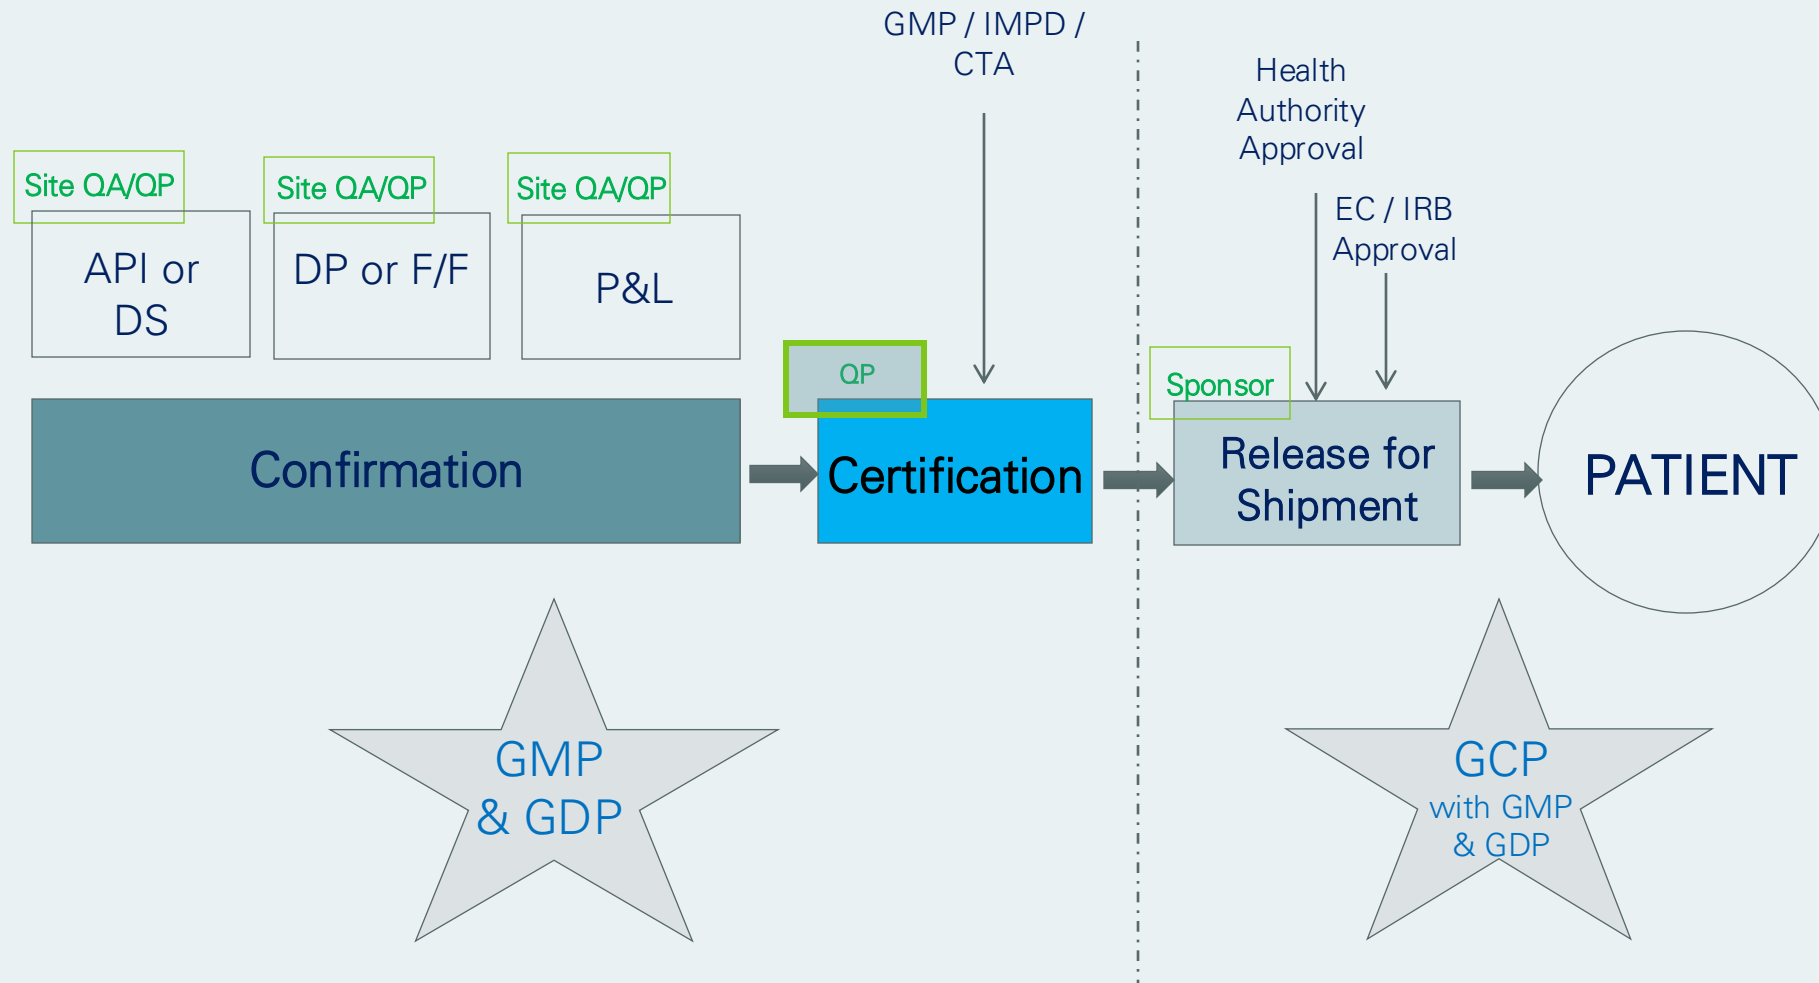 GMP / IMPD /
CTA
Health
Authority
Approval
EC / IRB
Approval
Site QA/QP
Site QA/QP
Site QA/QP
API or
DS
DP or F/F
P&L
QP
Sponsor
Confirmation
Certification
Release for
Shipment
PATIENT
GMP
& GDP
GCP
with GMP
& GDP